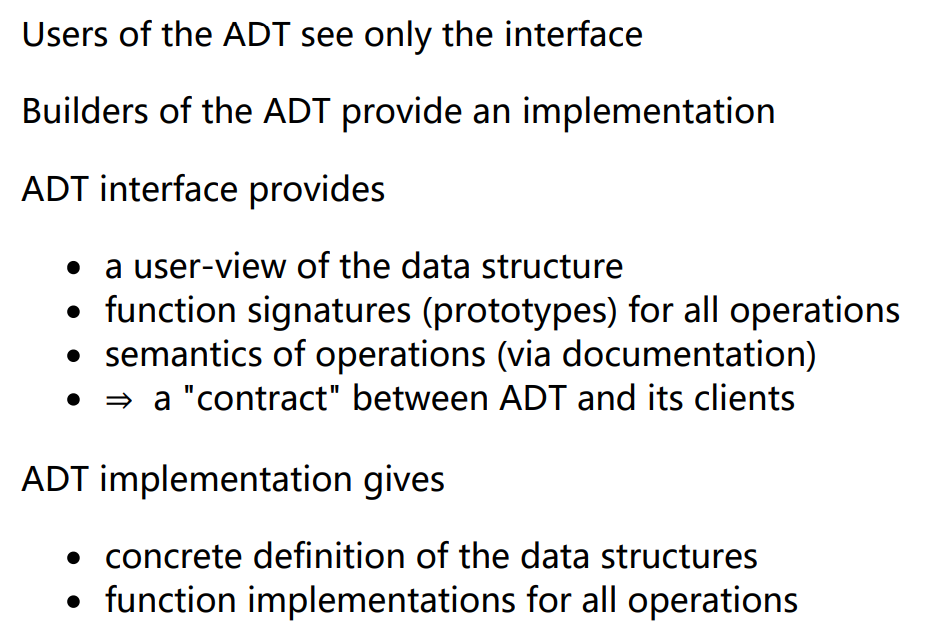 Users of the ADT see only the interface
Builders of the ADT provide an implementation
ADT interface provides
• a user-view of the data structure
• function signatures (prototypes) for all operations
• semantics of operations (via documentation)
• ⇒ a "contract" between ADT and its clients
ADT implementation gives
• concrete definition of the data structures
• function implementations for all operations